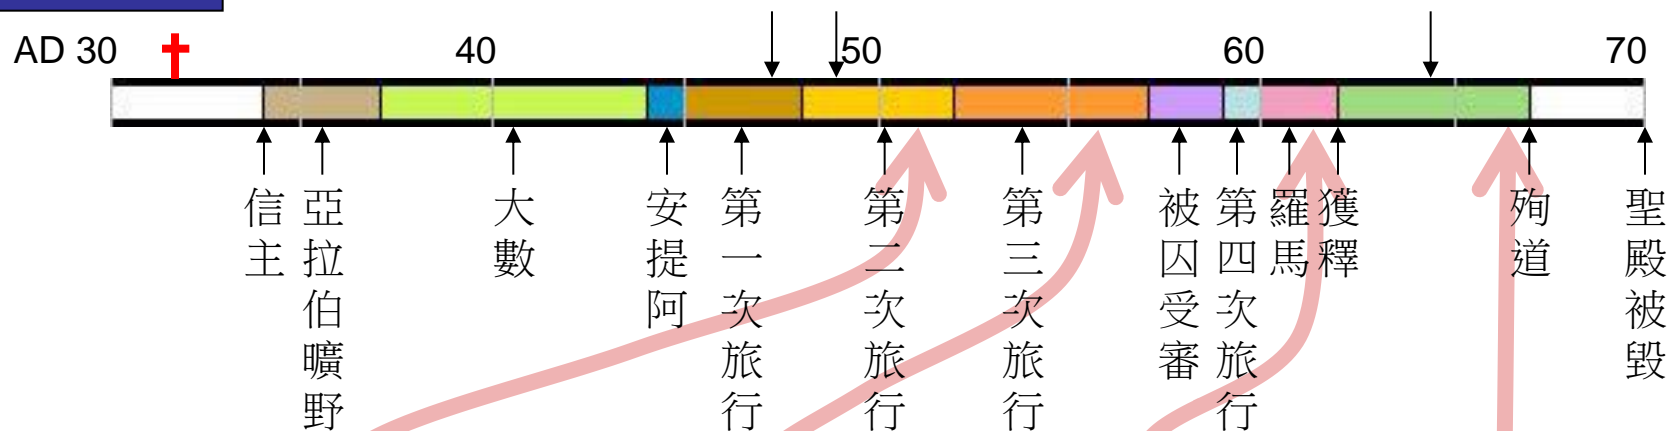 AD 30
40
50
60
70
信主
亞拉伯曠野
大數
安提阿
第一次旅行
第二次旅行
第三次旅行
被囚受審
第四次旅行
羅馬
獲釋
殉道
聖殿被毀